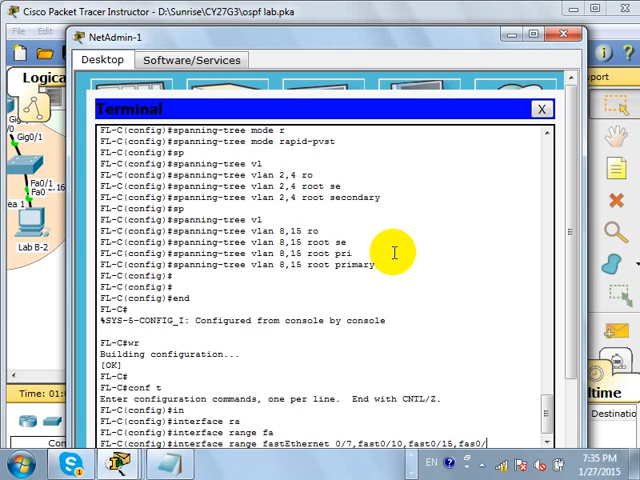 Cisco Packet Tracer Instructor - D:\Sunrise\CY27G3\ospf lab.pka
File
NetAdmin-1
Desktop
Software/Services
Logica
Gig0/1
Fa0/1
Fa0
Lab B-2
Terminal
X
FL-C(config)#spanning-tree mode r
FL-C(config)#spanning-tree mode rapid-pvst
FL-C(config)#sp
FL-C(config)#spanning-tree vl
FL-C(config)#spanning-tree vlan 2,4 ro
FL-C(config)#spanning-tree vlan 2,4 root se
FL-C(config)#spanning-tree vlan 2,4 root secondary
FL-C(config)#sp
FL-C(config)#spanning-tree vl
FL-C(config)#spanning-tree vlan 8,15 ro
FL-C(config)#spanning-tree vlan 8,15 root se
FL-C(config)#spanning-tree vlan 8,15 root pri
FL-C(config)#spanning-tree vlan 8,15 root primary
FL-C(config)#
FL-C(config)#
FL-C(config)#end
FL-C#
%SYS-5-CONFIG_I: Configured from console by console
FL-C#wr
Building configuration...
[OK]
FL-C#
FL-C#conf t
Enter configuration commands, one per line.  End with CNTL/Z.
FL-C(config)#in
FL-C(config)#interface ra
FL-C(config)#interface range fa
FL-C(config)#interface range fastEthernet 0/7,fast0/10,fast0/15,fas0/
Realtime
Destinatio
EN
7:35 PM
1/27/2015